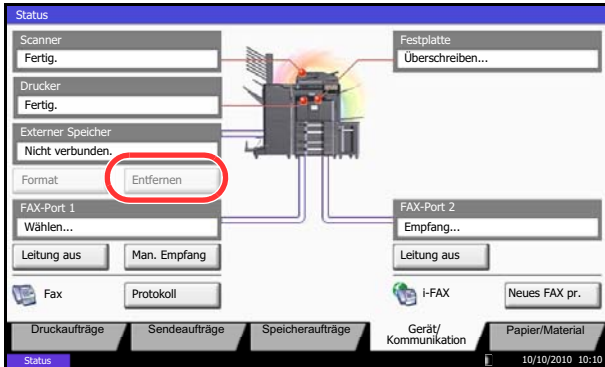 Status
Scanner
Fertig.
Festplatte
Überschreiben...
Drucker
Fertig.
Externer Speicher
Nicht verbunden.
Format
Entfernen
FAX-Port 1
Wählen...
FAX-Port 2
Empfang...
Leitung aus
Man. Empfang
Leitung aus
Fax
Protokoll
i-FAX
Neues FAX pr.
Druckaufträge
Sendeaufträge
Speicheraufträge
Gerät/
Kommunikation
Papier/Material
Status
10/10/2010 10:10